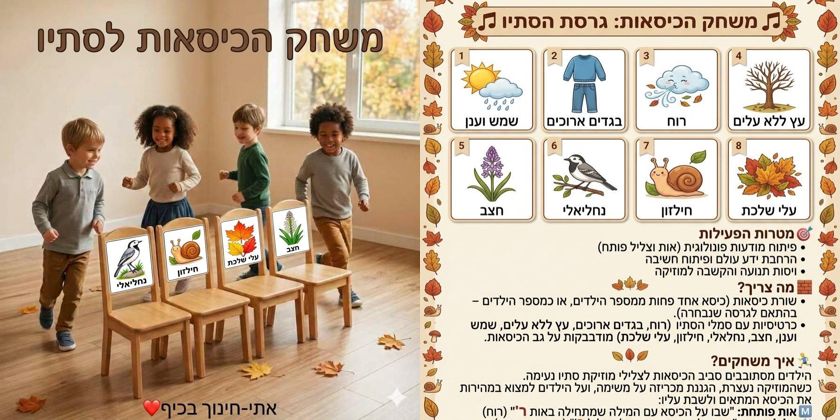 משחק הכיסאות לסתיו
נחליאלי
חילזון
עלי שלכת
חצב
אתי-חינוך בכיף
משחק הכיסאות: גרסת הסתיו
1
שמש וענן
2
בגדים ארוכים
3
רוח
4
עץ ללא עלים
5
חצב
6
נחליאלי
7
חילזון
8
עלי שלכת
מטרות הפעילות
• פיתוח מודעות פונולוגית (אות וצליל פותח)
• הרחבת ידע עולם ופיתוח חשיבה
• ויסות תנועה והקשבה למוזיקה
מה צריך?
• שורת כיסאות (כיסא אחד פחות ממספר הילדים, או כמספר הילדים –
בהתאם לגרסה שנבחרה).
• כרטיסיות עם סמלי הסתיו (רוח, בגדים ארוכים, עץ ללא עלים, שמש
וענן, חצב, נחלאלי, חילזון, עלי שלכת) מודבקות על גב הכיסאות.
איך משחקים?
הילדים מסתובבים סביב הכיסאות לצלילי מוזיקת סתיו נעימה.
כשהמוזיקה נעצרת, הגננת מכריזה על משימה, ועל הילדים למצוא במהירות
את הכיסא המתאים ולשבת עליו:
אות פותחת: "שבו על הכיסא עם המילה שמתחילה באות ר'" (רוח)